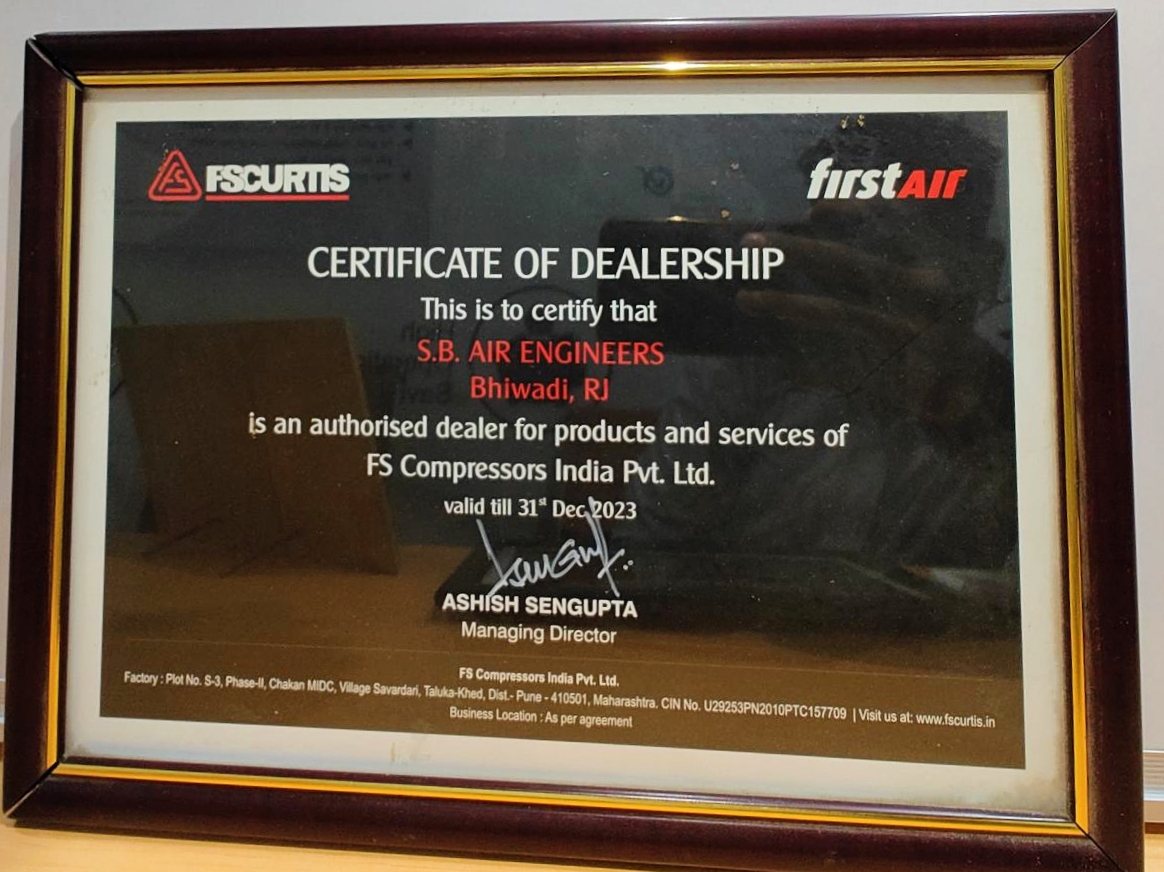 FS FSCURTIS
firstAIr
CERTIFICATE OF DEALERSHIP
This is to certify that
S.B. AIR ENGINEERS
Bhiwadi, RJ
is an authorised dealer for products and services of
FS Compressors India Pvt. Ltd.
valid till 31st Dec 2023
ASHISH SENGUPTA
Managing Director
FS Compressors India Pvt. Ltd.
Factory : Plot No. S-3, Phase-II, Chakan MIDC, Village Savardari, Taluka-Khed, Dist.- Pune - 410501, Maharashtra. CIN No. U29253PN2010PTC157709 | Visit us at: www.fscurtis.in
Business Location : As per agreement